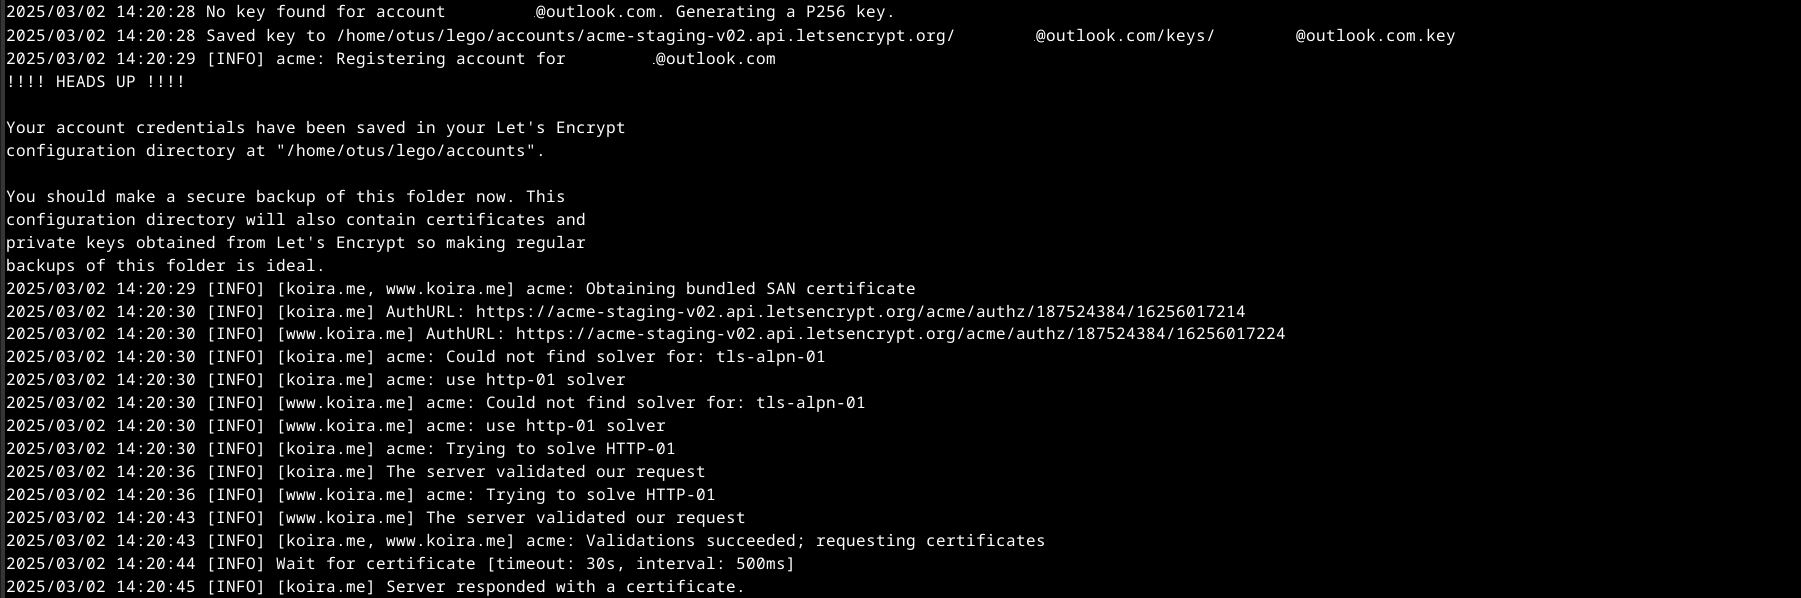 2025/03/02 14:20:28 No key found for account @outlook.com. Generating a P256 key.
2025/03/02 14:20:28 Saved key to /home/otus/lego/accounts/acme-staging-v02.api.letsencrypt.org/ @outlook.com/keys/ @outlook.com.key
2025/03/02 14:20:29 [INFO] acme: Registering account for @outlook.com
!!!! HEADS UP !!!!
Your account credentials have been saved in your Let's Encrypt
configuration directory at "/home/otus/lego/accounts".
You should make a secure backup of this folder now. This
configuration directory will also contain certificates and
private keys obtained from Let's Encrypt so making regular
backups of this folder is ideal.
2025/03/02 14:20:29 [INFO] [koira.me, www.koira.me] acme: Obtaining bundled SAN certificate
2025/03/02 14:20:30 [INFO] [koira.me] AuthURL: https://acme-staging-v02.api.letsencrypt.org/acme/authz/187524384/16256017214
2025/03/02 14:20:30 [INFO] [www.koira.me] AuthURL: https://acme-staging-v02.api.letsencrypt.org/acme/authz/187524384/16256017224
2025/03/02 14:20:30 [INFO] [koira.me] acme: Could not find solver for: tls-alpn-01
2025/03/02 14:20:30 [INFO] [koira.me] acme: use http-01 solver
2025/03/02 14:20:30 [INFO] [www.koira.me] acme: Could not find solver for: tls-alpn-01
2025/03/02 14:20:30 [INFO] [www.koira.me] acme: use http-01 solver
2025/03/02 14:20:30 [INFO] [koira.me] acme: Trying to solve HTTP-01
2025/03/02 14:20:36 [INFO] [koira.me] The server validated our request
2025/03/02 14:20:36 [INFO] [www.koira.me] acme: Trying to solve HTTP-01
2025/03/02 14:20:43 [INFO] [www.koira.me] The server validated our request
2025/03/02 14:20:43 [INFO] [koira.me, www.koira.me] acme: Validations succeeded; requesting certificates
2025/03/02 14:20:44 [INFO] Wait for certificate [timeout: 30s, interval: 500ms]
2025/03/02 14:20:45 [INFO] [koira.me] Server responded with a certificate.